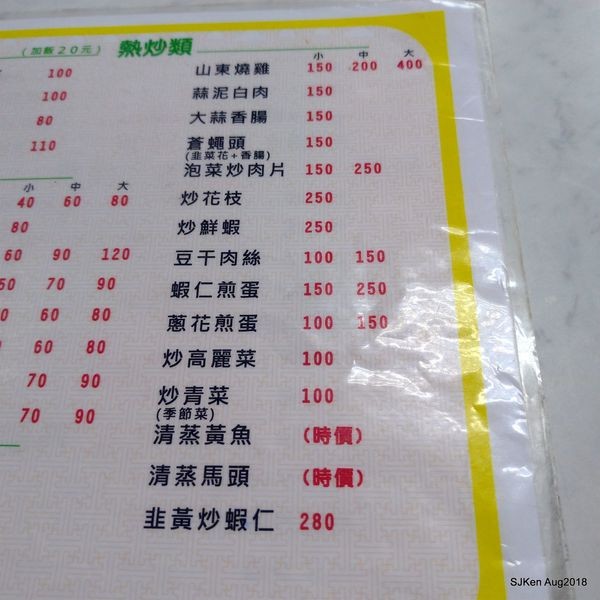 (加飯20元) 熱炒類
小 中 大
100 山東燒雞 150 200 400
100 蒜泥白肉 150
80 大蒜香腸 150
110 蒼蠅頭 150
(韭菜花+香腸)
泡菜炒肉片 150 250
小 中 大
40 60 80 炒花枝 250
80 炒鮮蝦 250
60 90 120 豆干肉絲 100 150
50 70 90 蝦仁煎蛋 150 250
60 80 蔥花煎蛋 100 150
60 80 炒高麗菜 100
70 90 炒青菜 100
(季節菜)
70 90 清蒸黃魚 (時價)
清蒸馬頭 (時價)
韭黃炒蝦仁 280
SJKen Aug2018